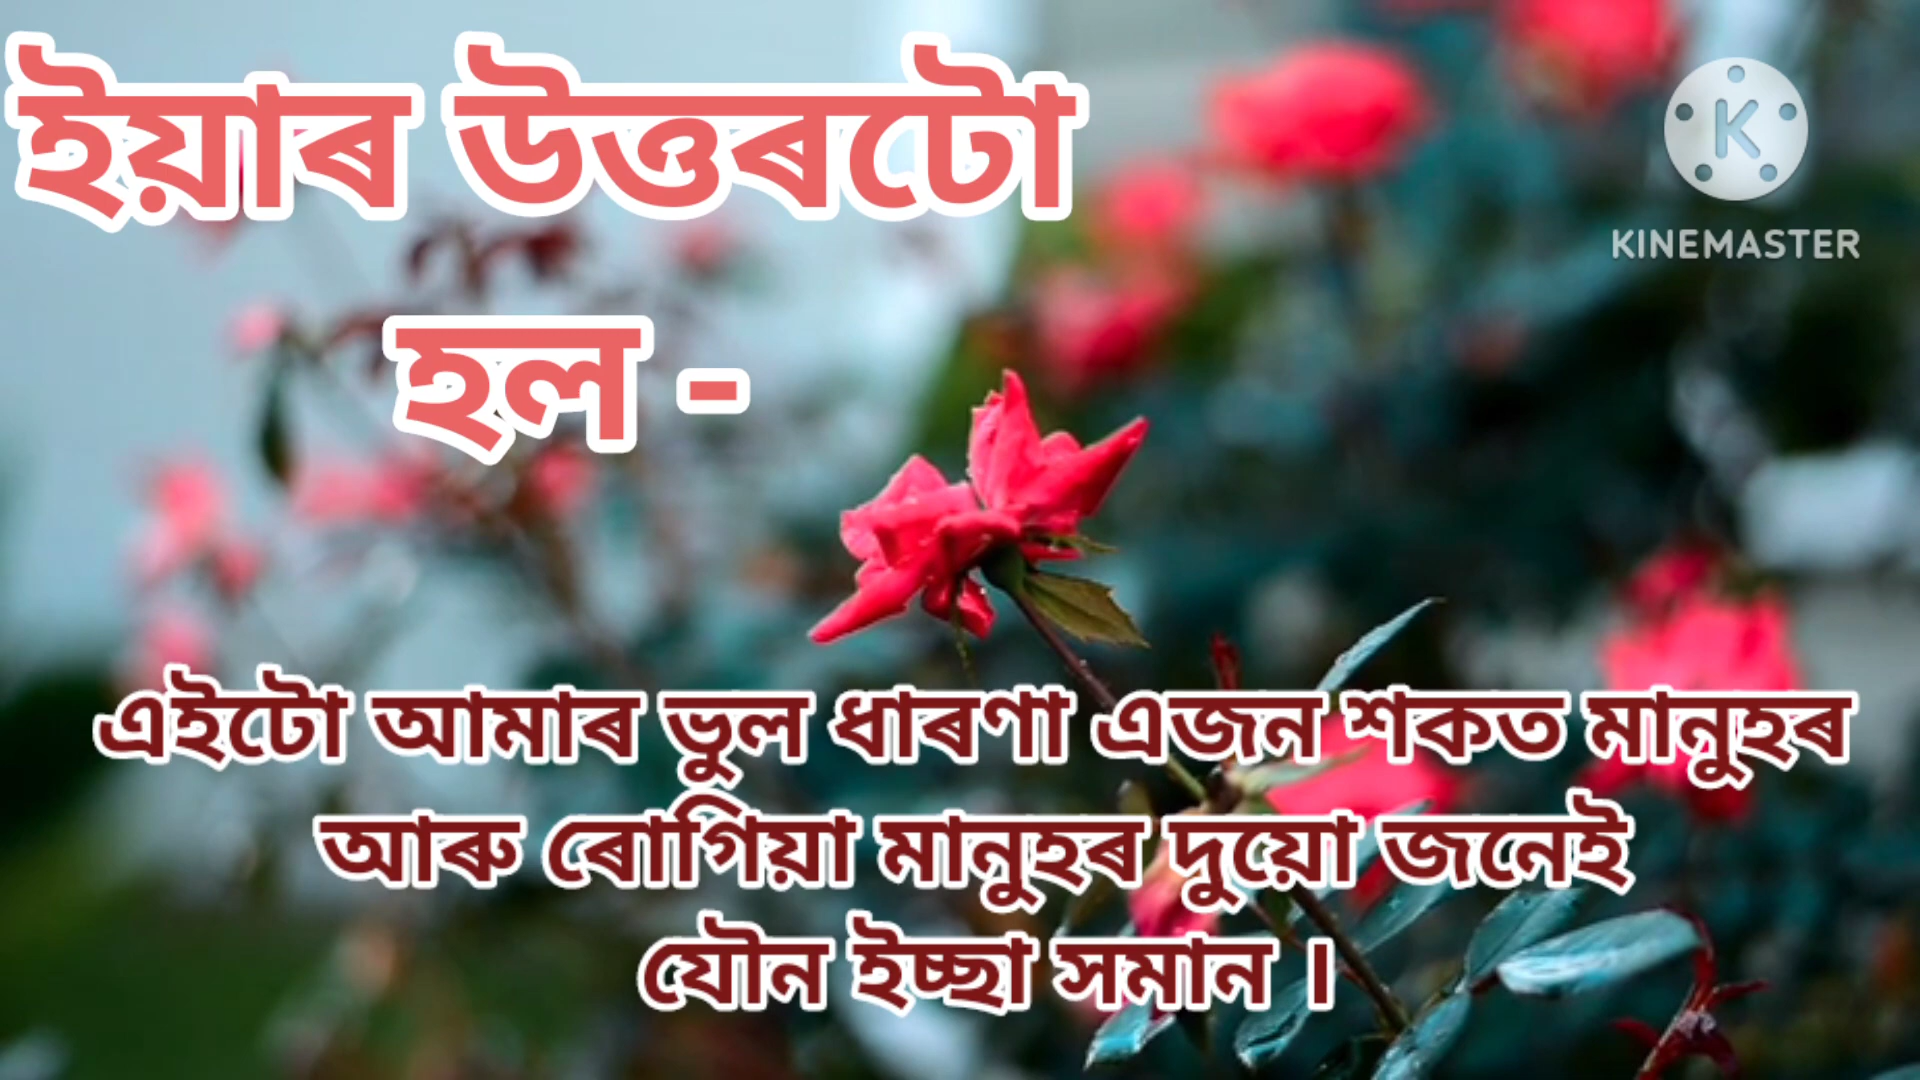 ইয়াৰ উত্তৰটো
হল -
KINEMASTER
এইটো আমাৰ ভুল ধাৰণা এজন শকত মানুহৰ
আৰু ৰোগিয়া মানুহৰ দুয়ো জনেই
যৌন ইচ্ছা সমান ।